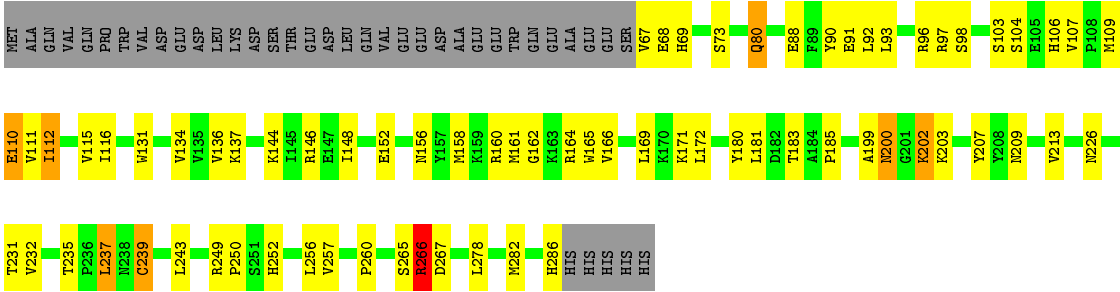 MET ALA GLN VAL GLN PRO TRP VAL ASP GLU ASP LEU LYS ASP SER THR GLU ASP LEU GLN VAL GLU GLU ASP ALA GLU GLU TRP GLN GLU ALA GLU GLU SER V67 E68 H69 S73 Q80 E88 F89 Y90 E91 L92 L93 R96 R97 S98 S103 S104 E105 H106 V107 P108 M109
E110 V111 I112 V115 I116 W131 V134 V135 V136 K137 K144 I145 R146 E147 I148 E152 N156 Y157 M158 K159 R160 M161 G162 K163 R164 W165 V166 L169 K170 K171 L172 Y180 L181 D182 T183 A184 P185 A199 N200 G201 K202 K203 Y207 Y208 N209 V213 N226
T231 V232 T235 P236 L237 N238 C239 L243 R249 P250 S251 H252 L256 V257 P260 S265 R266 D267 L278 M282 H286 HIS HIS HIS HIS HIS